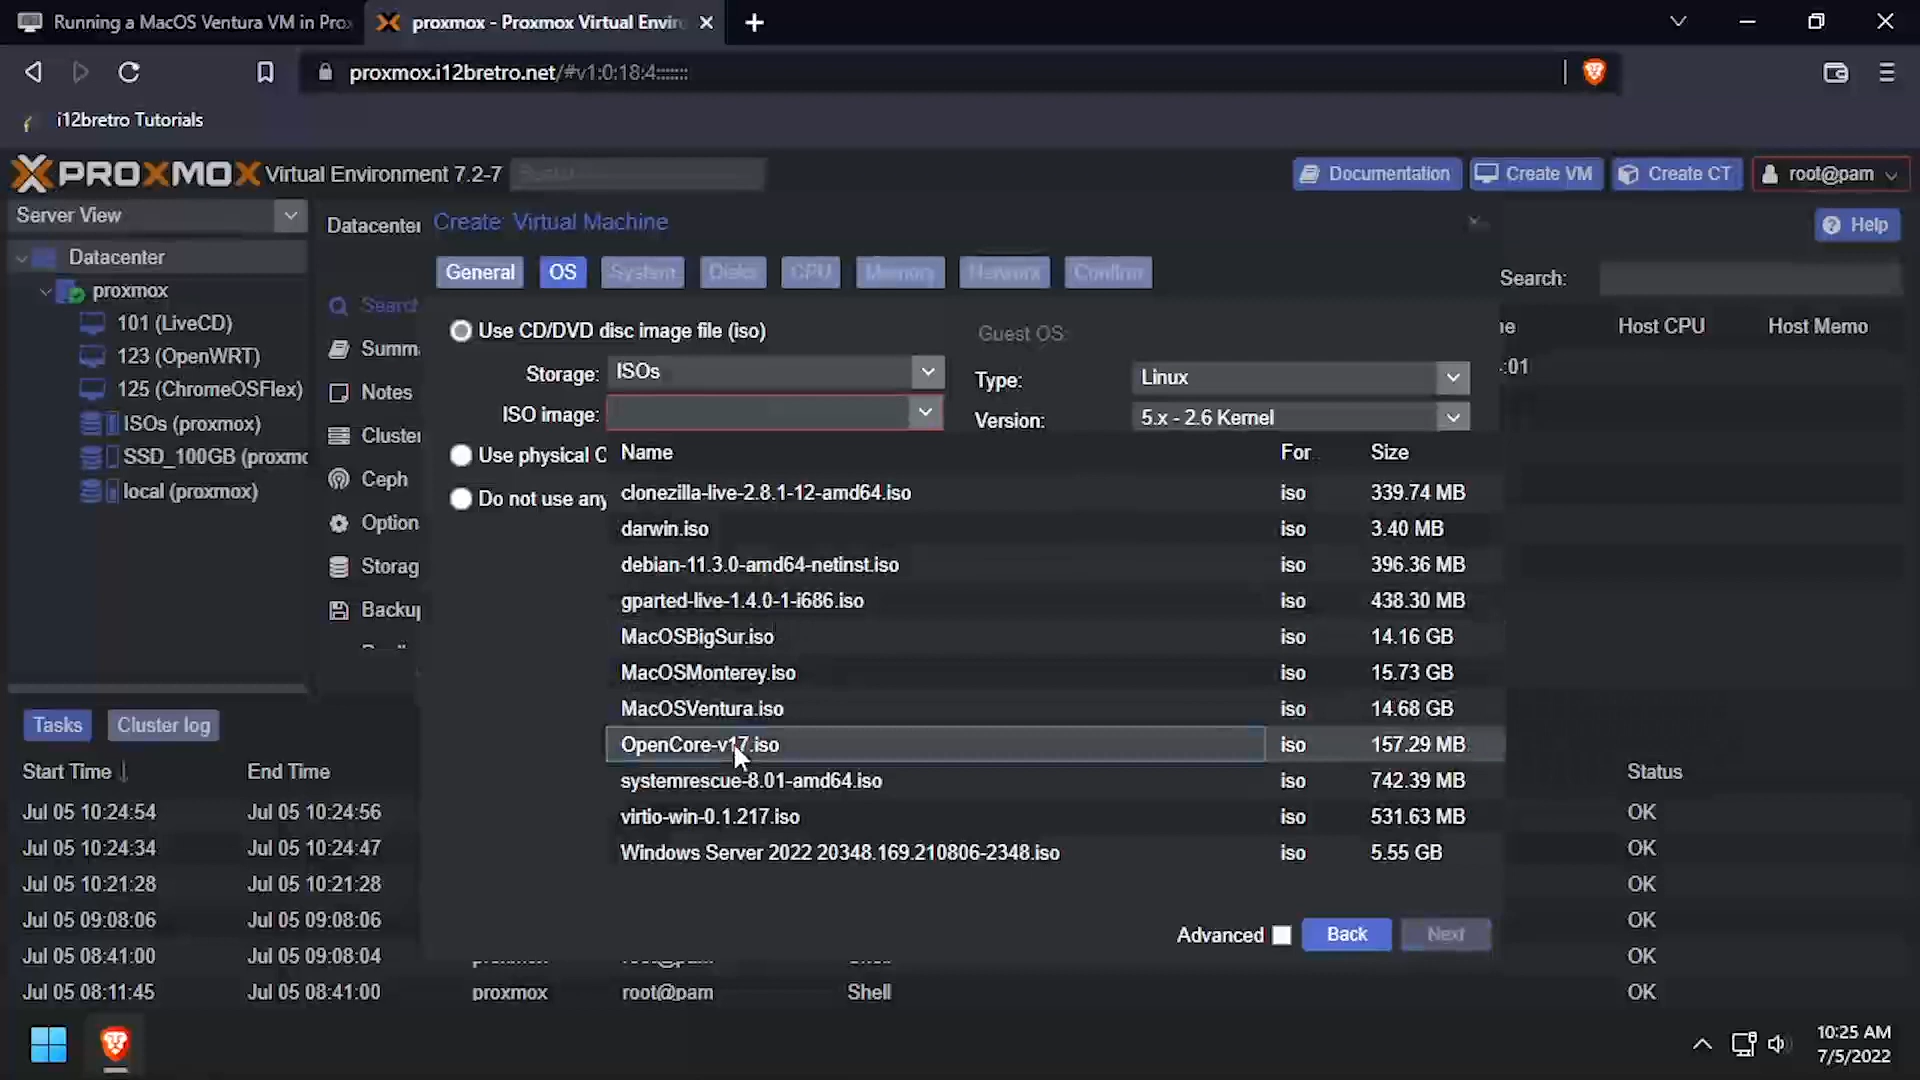 Running a MacOS Ventura VM in Prox
proxmox - Proxmox Virtual Enviro
proxmox.i12bretro.net/#v1:0:18:4:::::::
i12bretro Tutorials
PROXMOX Virtual Environment 7.2-7
Documentation
Create VM
Create CT
root@pam
Server View
Datacenter
Create: Virtual Machine
Help
Datacenter
proxmox
101 (LiveCD)
123 (OpenWRT)
125 (ChromeOSFlex)
ISOs (proxmox)
SSD_100GB (proxmo
local (proxmox)
Search
Summ
Notes
Cluster
Ceph
Option
Storag
Backup
General OS System Disks CPU Memory Network Confirm
Use CD/DVD disc image file (iso)
Storage: ISOs
ISO image:
Use physical C
Do not use any
Guest OS:
Type: Linux
Version: 5.x - 2.6 Kernel
Name For Size
clonezilla-live-2.8.1-12-amd64.iso iso 339.74 MB
darwin.iso iso 3.40 MB
debian-11.3.0-amd64-netinst.iso iso 396.36 MB
gparted-live-1.4.0-1-i686.iso iso 438.30 MB
MacOSBigSur.iso iso 14.16 GB
MacOSMonterey.iso iso 15.73 GB
MacOSVentura.iso iso 14.68 GB
OpenCore-v17.iso iso 157.29 MB
systemrescue-8.01-amd64.iso iso 742.39 MB
virtio-win-0.1.217.iso iso 531.63 MB
Windows Server 2022 20348.169.210806-2348.iso iso 5.55 GB
Advanced Back Next
Search:
ne Host CPU Host Memo
:01
Tasks Cluster log
Start Time End Time Status
Jul 05 10:24:54 Jul 05 10:24:56 OK
Jul 05 10:24:34 Jul 05 10:24:47 OK
Jul 05 10:21:28 Jul 05 10:21:28 OK
Jul 05 09:08:06 Jul 05 09:08:06 OK
Jul 05 08:41:00 Jul 05 09:08:04 OK
Jul 05 08:11:45 Jul 05 08:41:00 proxmox root@pam Shell OK
10:25 AM
7/5/2022